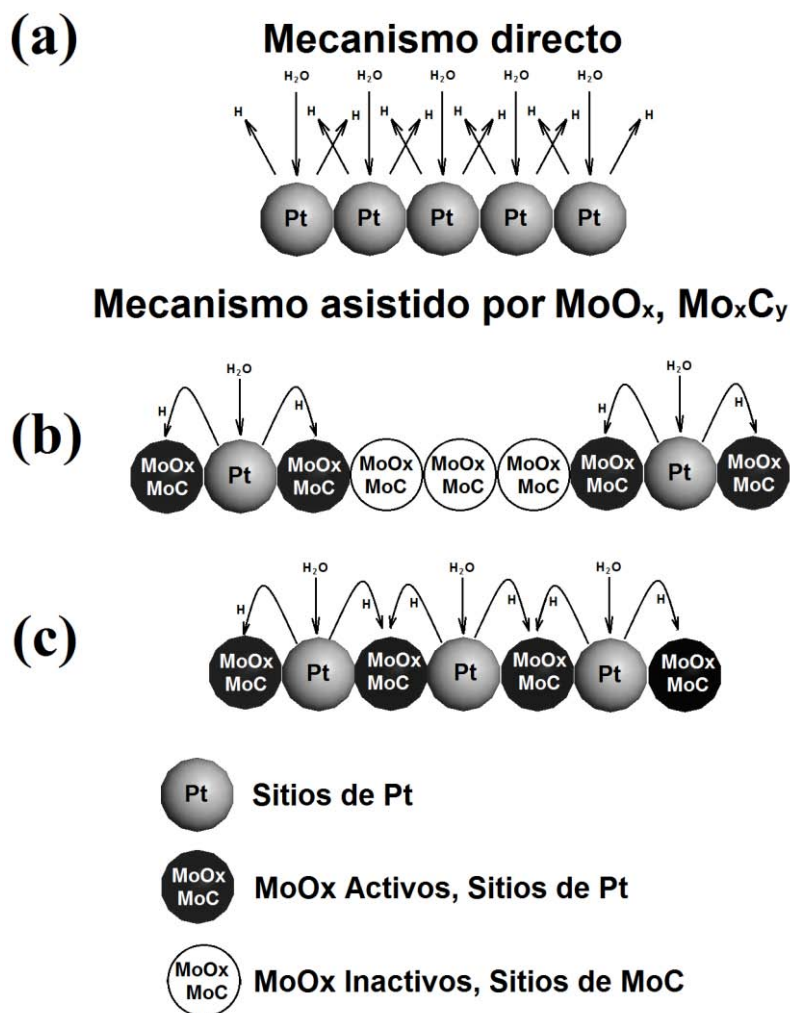 (a)
Mecanismo directo
H₂O H₂O H₂O H₂O H₂O
H H H H H H H H H H
Pt Pt Pt Pt Pt
Mecanismo asistido por MoOₓ, MoₓCᵧ
(b)
H₂O H₂O
H H H H
MoOx MoC Pt MoOx MoC MoOx MoC MoOx MoC MoOx MoC MoOx MoC Pt MoOx MoC
(c)
H₂O H₂O H₂O
H H H H H H
MoOx MoC Pt MoOx MoC Pt MoOx MoC Pt MoOx MoC
Pt Sitios de Pt
MoOx MoC MoOx Activos, Sitios de Pt
MoOx MoC MoOx Inactivos, Sitios de MoC